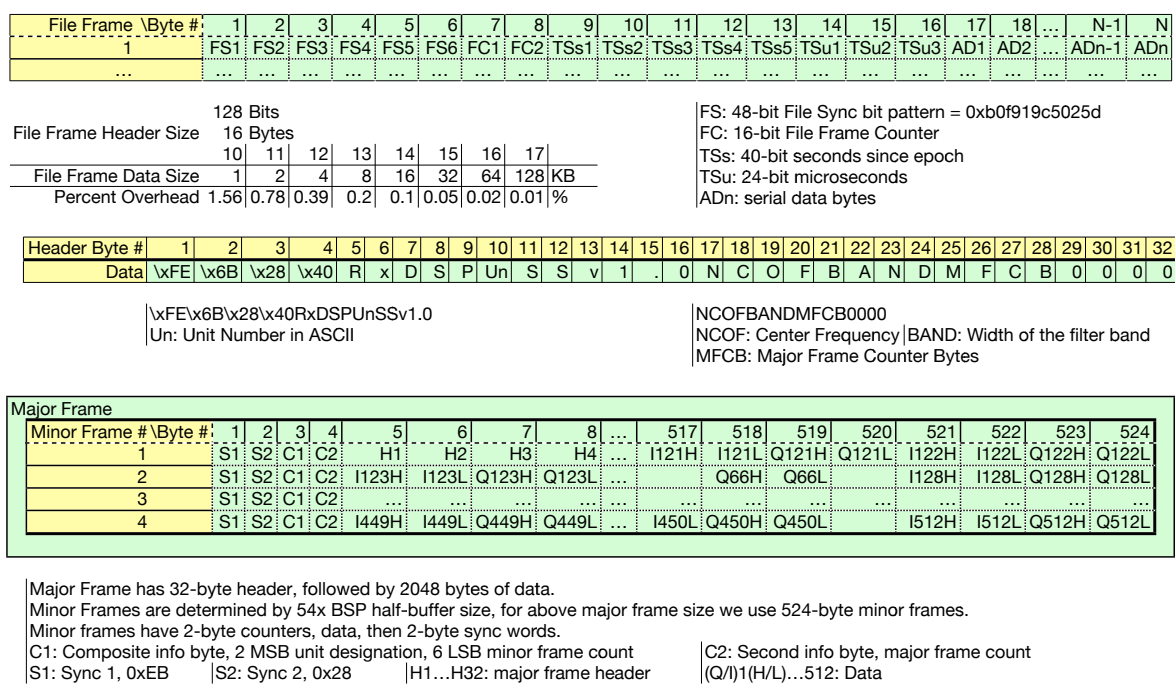 File Frame \Byte # 1 2 3 4 5 6 7 8 9 10 11 12 13 14 15 16 17 18 ... N-1 N
1 FS1 FS2 FS3 FS4 FS5 FS6 FC1 FC2 TSs1 TSs2 TSs3 TSs4 TSs5 TSu1 TSu2 TSu3 AD1 AD2 ... ADn-1 ADn
... ... ... ... ... ... ... ... ... ... ... ... ... ... ... ... ... ... ... ... ... ...
128 Bits
File Frame Header Size 16 Bytes
10 11 12 13 14 15 16 17
File Frame Data Size 1 2 4 8 16 32 64 128 KB
Percent Overhead 1.56 0.78 0.39 0.2 0.1 0.05 0.02 0.01 %
FS: 48-bit File Sync bit pattern = 0xb0f919c5025d
FC: 16-bit File Frame Counter
TSs: 40-bit seconds since epoch
TSu: 24-bit microseconds
ADn: serial data bytes
Header Byte # 1 2 3 4 5 6 7 8 9 10 11 12 13 14 15 16 17 18 19 20 21 22 23 24 25 26 27 28 29 30 31 32
Data \xFE \x6B \x28 \x40 R x D S P Un S S v 1 . 0 N C O F B A N D M F C B 0 0 0 0
\xFE\x6B\x28\x40RxDSPUnSSv1.0
Un: Unit Number in ASCII
NCOFBANDMFCB0000
NCOF: Center Frequency BAND: Width of the filter band
MFCB: Major Frame Counter Bytes
Major Frame
Minor Frame # \Byte # 1 2 3 4 5 6 7 8 ... 517 518 519 520 521 522 523 524
1 S1 S2 C1 C2 H1 H2 H3 H4 ... I121H I121L Q121H Q121L I122H I122L Q122H Q122L
2 S1 S2 C1 C2 I123H I123L Q123H Q123L ... Q66H Q66L I128H I128L Q128H Q128L
3 S1 S2 C1 C2 ... ... ... ... ... ... ... ... ... ... ... ... ...
4 S1 S2 C1 C2 I449H I449L Q449H Q449L ... I450L Q450H Q450L I512H I512L Q512H Q512L
Major Frame has 32-byte header, followed by 2048 bytes of data.
Minor Frames are determined by 54x BSP half-buffer size, for above major frame size we use 524-byte minor frames.
Minor frames have 2-byte counters, data, then 2-byte sync words.
C1: Composite info byte, 2 MSB unit designation, 6 LSB minor frame count C2: Second info byte, major frame count
S1: Sync 1, 0xEB S2: Sync 2, 0x28 H1...H32: major frame header (Q/I)1(H/L)...512: Data